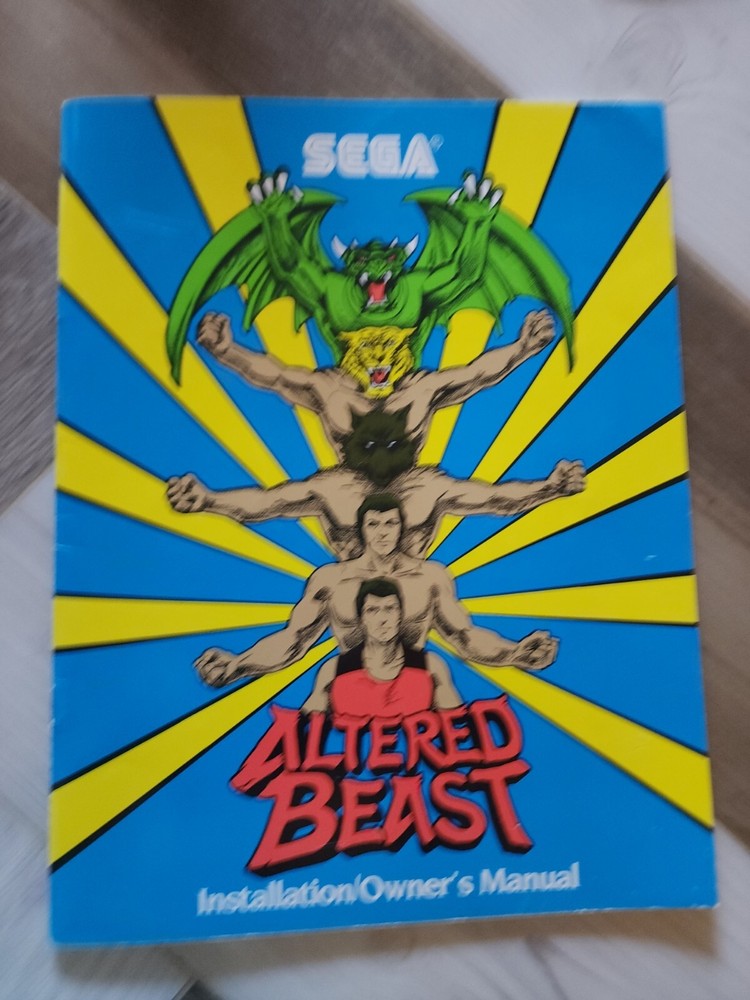 SEGA®
ALTERED
BEAST
Installation/Owner's Manual